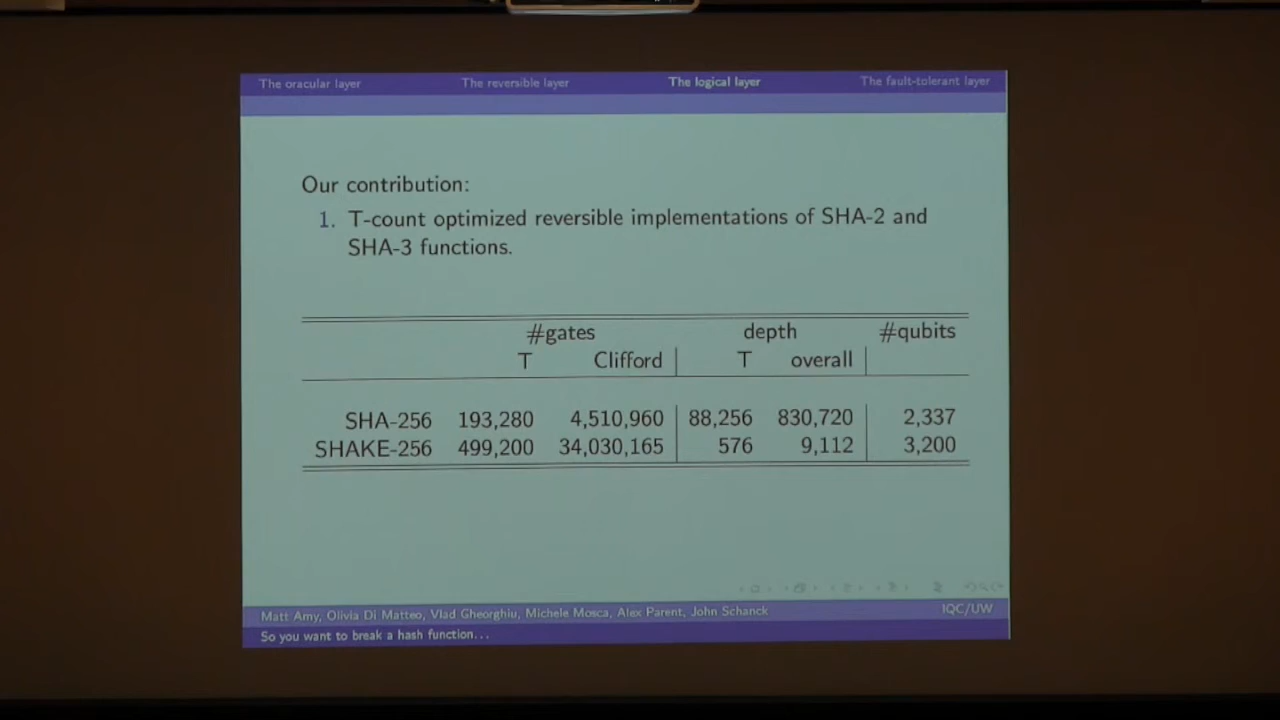 The oracular layer The reversible layer The logical layer The fault-tolerant layer
Our contribution:
1. T-count optimized reversible implementations of SHA-2 and
SHA-3 functions.
#gates depth #qubits
T Clifford T overall
SHA-256 193,280 4,510,960 88,256 830,720 2,337
SHAKE-256 499,200 34,030,165 576 9,112 3,200
Matt Amy, Olivia Di Matteo, Vlad Gheorghiu, Michele Mosca, Alex Parent, John Schanck IQC/UW
So you want to break a hash function...